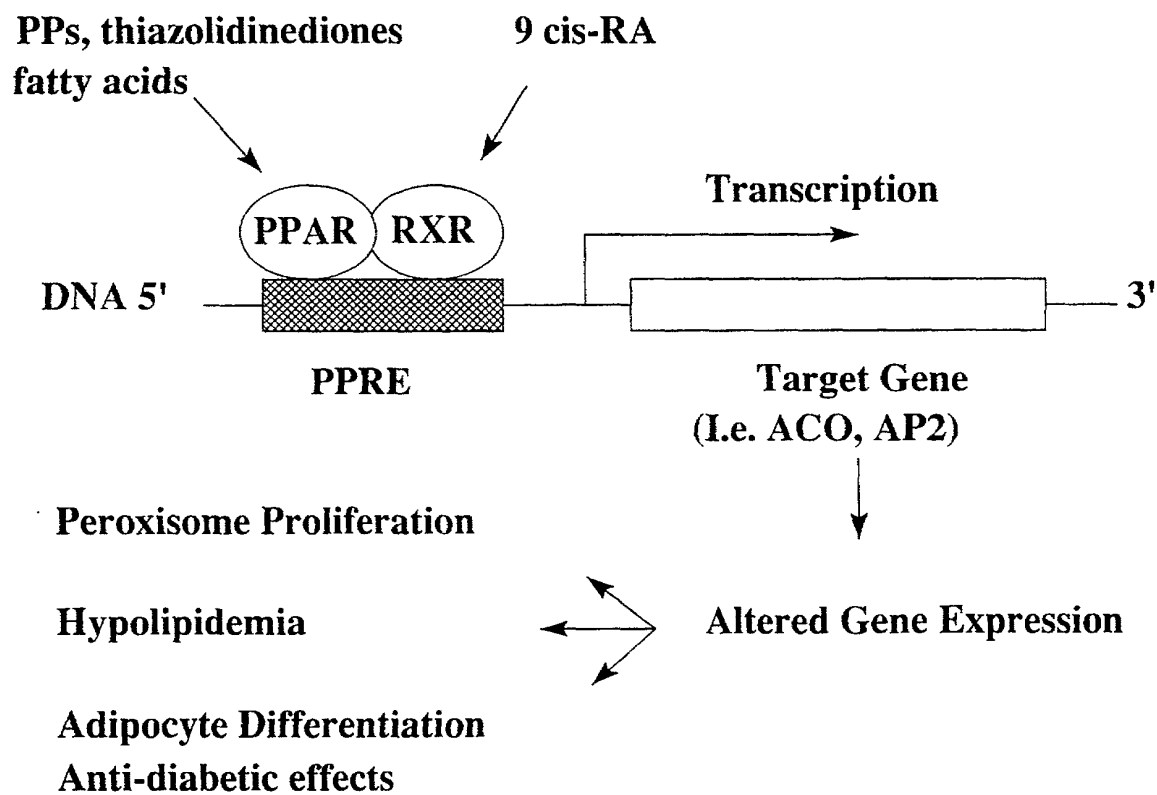 PPs, thiazolidinediones
fatty acids
9 cis-RA
PPAR
RXR
Transcription
DNA 5'
3'
PPRE
Target Gene
(I.e. ACO, AP2)
Peroxisome Proliferation
Hypolipidemia
Altered Gene Expression
Adipocyte Differentiation
Anti-diabetic effects